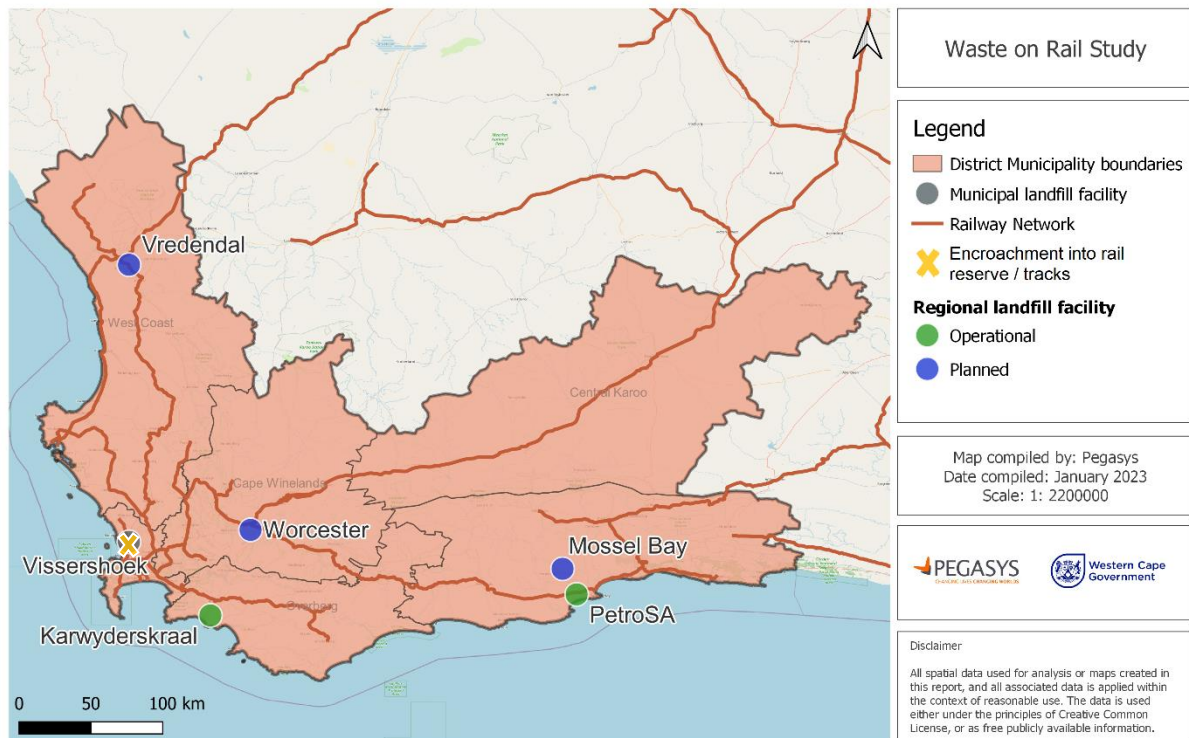 Waste on Rail Study
Legend
District Municipality boundaries
Municipal landfill facility
Railway Network
Encroachment into rail
reserve / tracks
Regional landfill facility
Operational
Planned
Map compiled by: Pegasys
Date compiled: January 2023
Scale: 1: 2200000
PEGASYS
CHANGING LIVES CHANGING WORLDS
Western Cape
Government
Disclaimer
All spatial data used for analysis or maps created in
this report, and all associated data is applied within
the context of reasonable use. The data is used
either under the principles of Creative Common
License, or as free publicly available information.
Vredendal
West Coast
Central Karoo
Cape Winelands
Worcester
Mossel Bay
Vissershoek
PetroSA
Overberg
Karwyderskraal
0 50 100 km